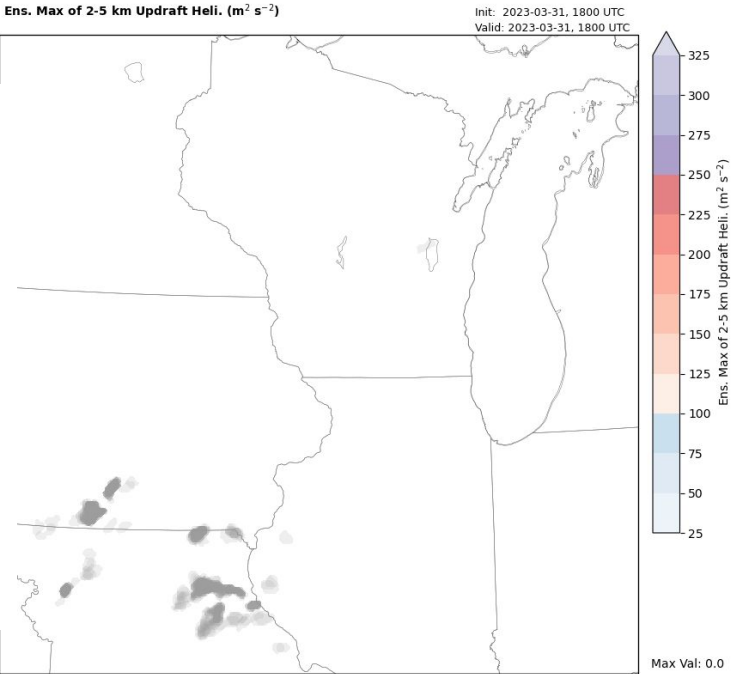 Ens. Max of 2-5 km Updraft Heli. (m² s⁻²)
Init: 2023-03-31, 1800 UTC
Valid: 2023-03-31, 1800 UTC
325
300
275
250
225
200
175
150
125
100
75
50
25
Ens. Max of 2-5 km Updraft Heli. (m² s⁻²)
Max Val: 0.0